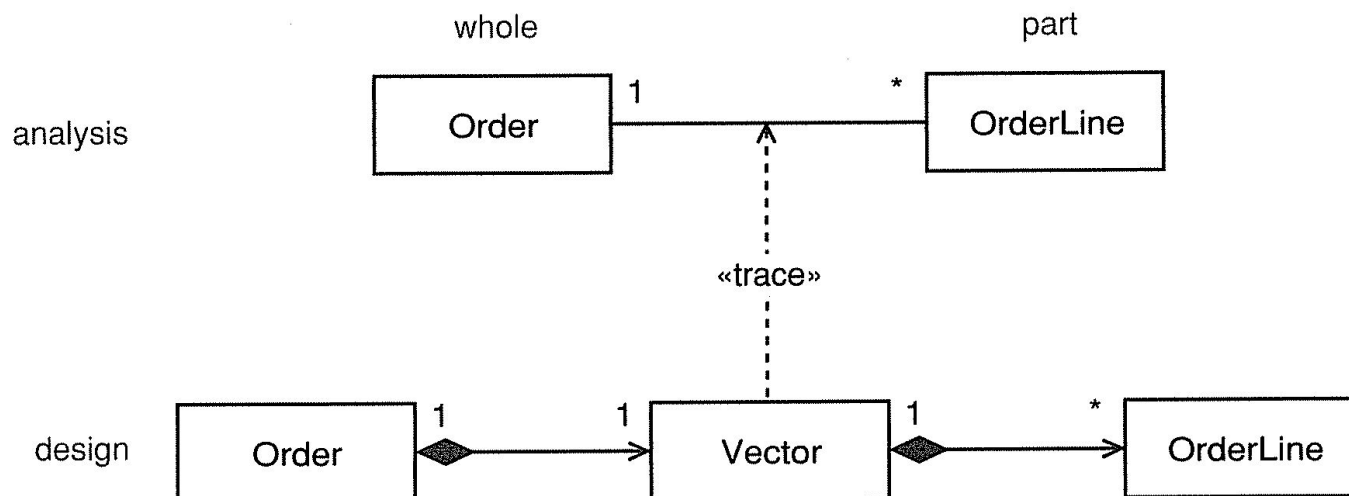 whole part
analysis Order 1 * OrderLine
«trace»
design Order 1 1 Vector 1 * OrderLine